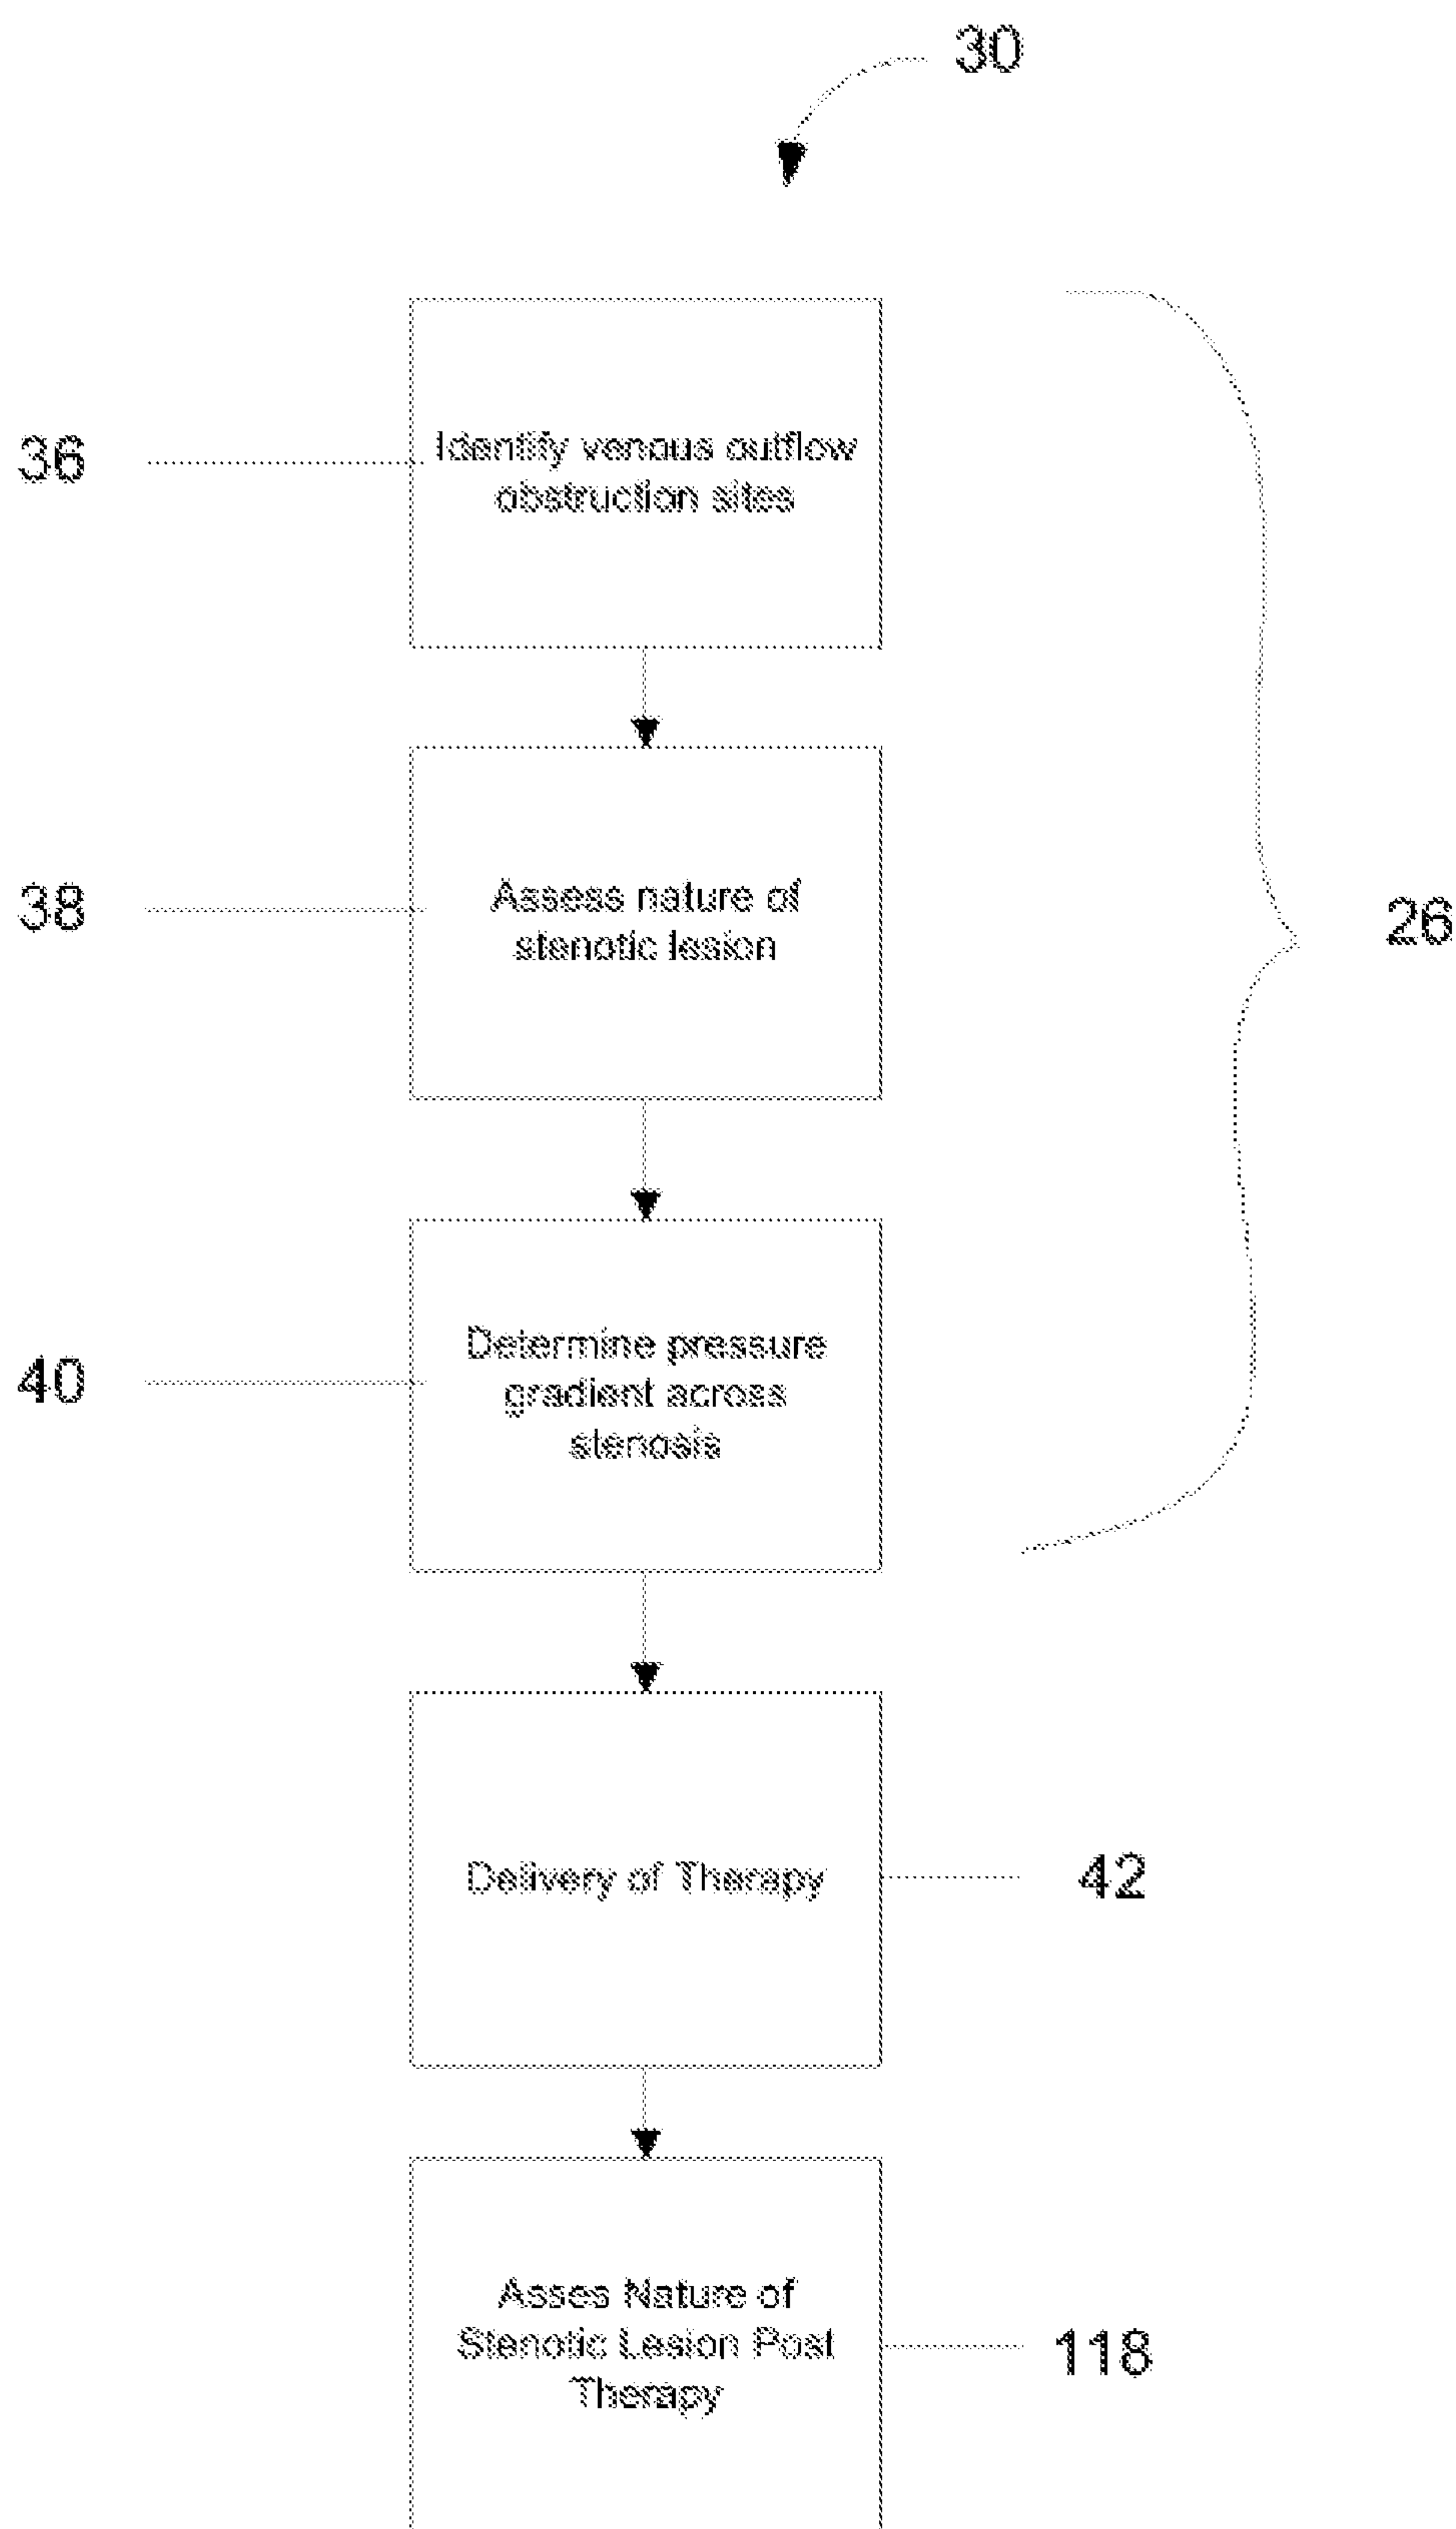 30
36
Identify venous outflow
obstruction sites
38
Assess nature of
stenotic lesion
26
40
Determine pressure
gradient across
stenosis
Delivery of Therapy
42
Asses Nature of
Stenotic Lesion Post
Therapy
118